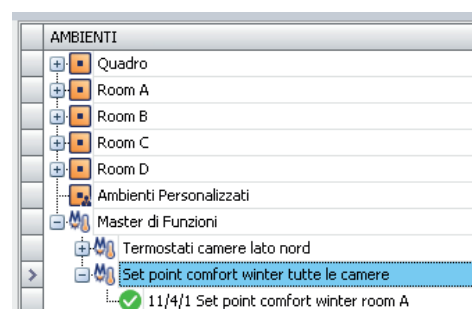 AMBIENTI
Quadro
Room A
Room B
Room C
Room D
Ambienti Personalizzati
Master di Funzioni
Termostati camere lato nord
Set point comfort winter tutte le camere
11/4/1 Set point comfort winter room A